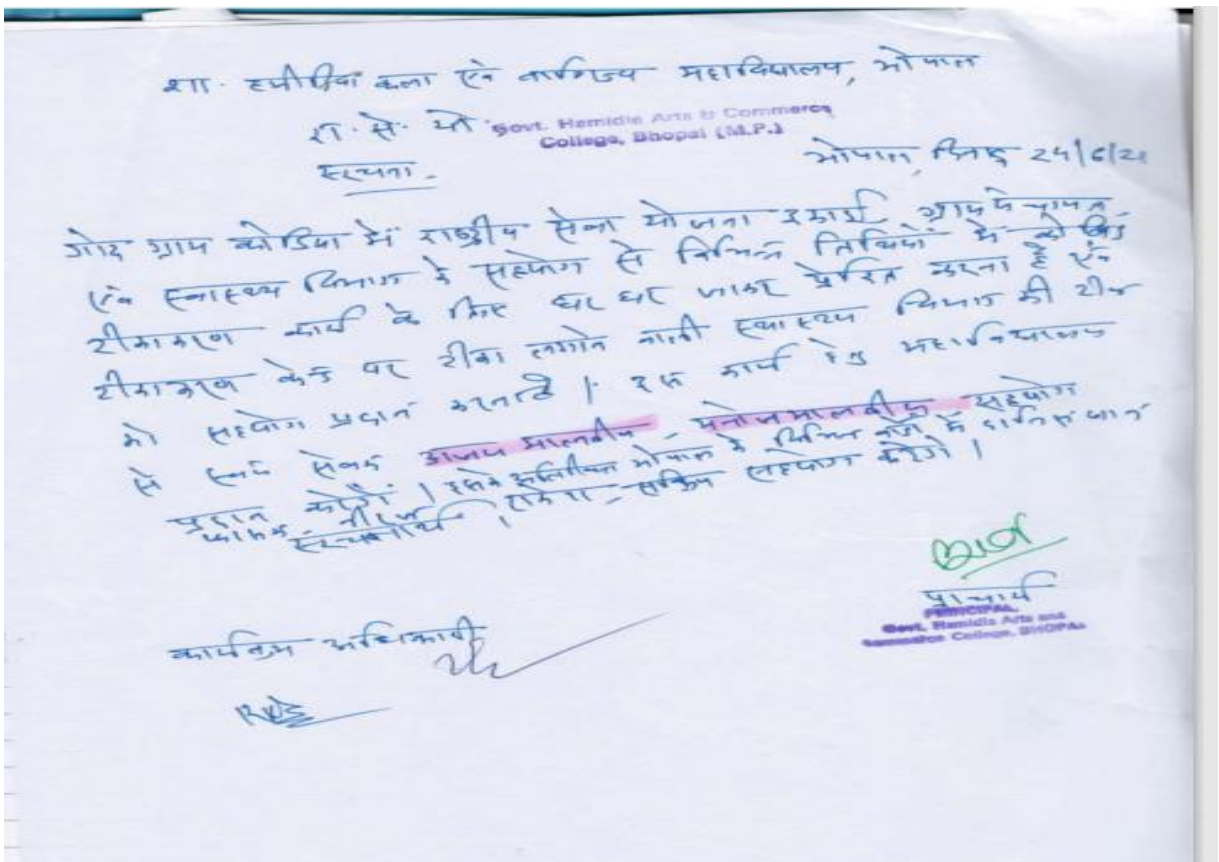 शा. हमीदिया कला एवं वाणिज्य महाविद्यालय, भोपाल
रा. से. यो.
Govt. Hamidia Arts & Commerce
College, Bhopal (M.P.)
सूचना
भोपाल, दिनांक 24/6/21
गोद ग्राम कोडिया में राष्ट्रीय सेवा योजना इकाई ग्राम पंचायत
एवं स्वास्थ्य विभाग के सहयोग से विभिन्न तिथियों में कोविड
टीकाकरण कार्य के लिए घर घर जाकर प्रेरित करना है एवं
टीकाकरण केन्द्र पर टीका लगाने वाली स्वास्थ्य विभाग की टीम
को सहयोग प्रदान करना है। इस कार्य हेतु महाविद्यालय
से स्वयं सेवक अजय मालवीय, मनोज मालवीय सहयोग
प्रदान करेंगे। इसके अतिरिक्त भोपाल के विभिन्न में
सक्रिय सहयोग करेंगे।
सूचनार्थ।
प्राचार्य
PRINCIPAL
Govt. Hamidia Arts and
Commerce College, BHOPAL
कार्यक्रम अधिकारी